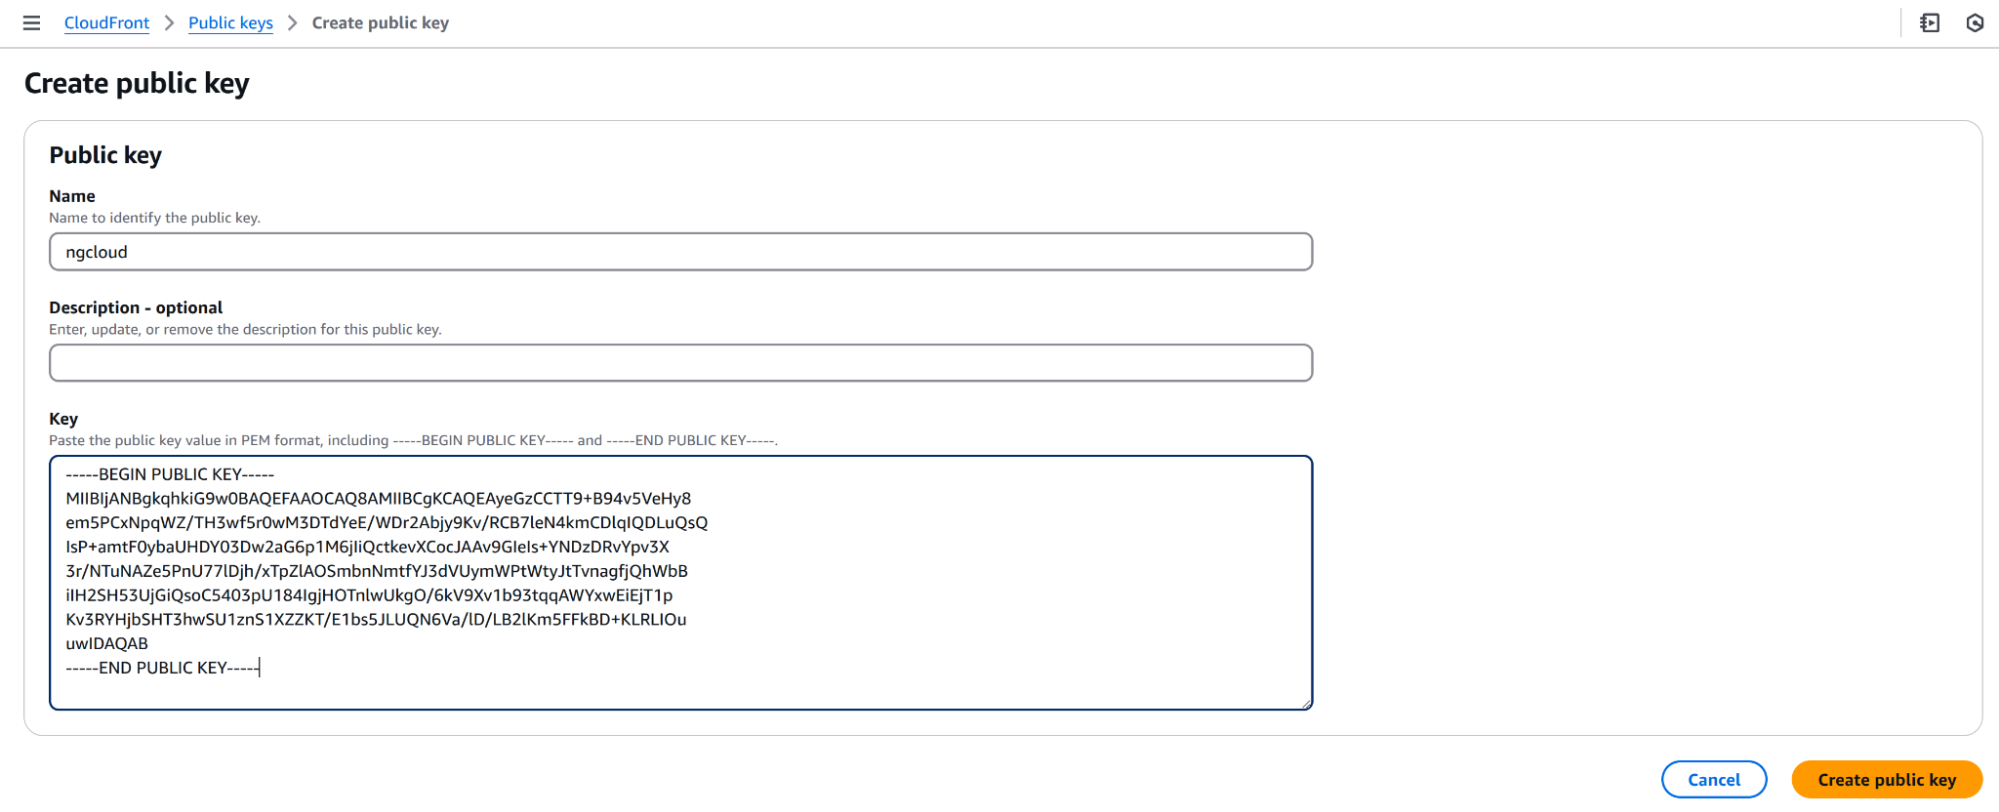 CloudFront > Public keys > Create public key
Create public key
Public key
Name
Name to identify the public key.
ngcloud
Description - optional
Enter, update, or remove the description for this public key.
Key
Paste the public key value in PEM format, including -----BEGIN PUBLIC KEY----- and -----END PUBLIC KEY-----.
-----BEGIN PUBLIC KEY-----
MIIBIjANBgkqhkiG9w0BAQEFAAOCAQ8AMIIBCgKCAQEAyeGzCCTT9+B94v5VeHy8
em5PCxNpqWZ/TH3wf5r0wM3DTdYeE/WDr2Abjy9Kv/RCB7leN4kmCDlqIQDLuQsQ
IsP+amtF0ybaUHDY03Dw2aG6p1M6jIiQctkevXCocJAAv9GIeIs+YNDzDRvYpv3X
3r/NTuNAZe5PnU77lDjh/xTpZlAOSmbnNmtfYJ3dVUymWPtWtyJtTvnagfjQhWbB
iIH2SH53UjGiQsoC5403pU184IgjHOTnlwUkgO/6kV9Xv1b93tqqAWYxwEiEjT1p
Kv3RYHjbSHT3hwSU1znS1XZZKT/E1bs5JLUQN6Va/lD/LB2lKm5FFkBD+KLRLIOu
uwIDAQAB
-----END PUBLIC KEY-----
Cancel
Create public key